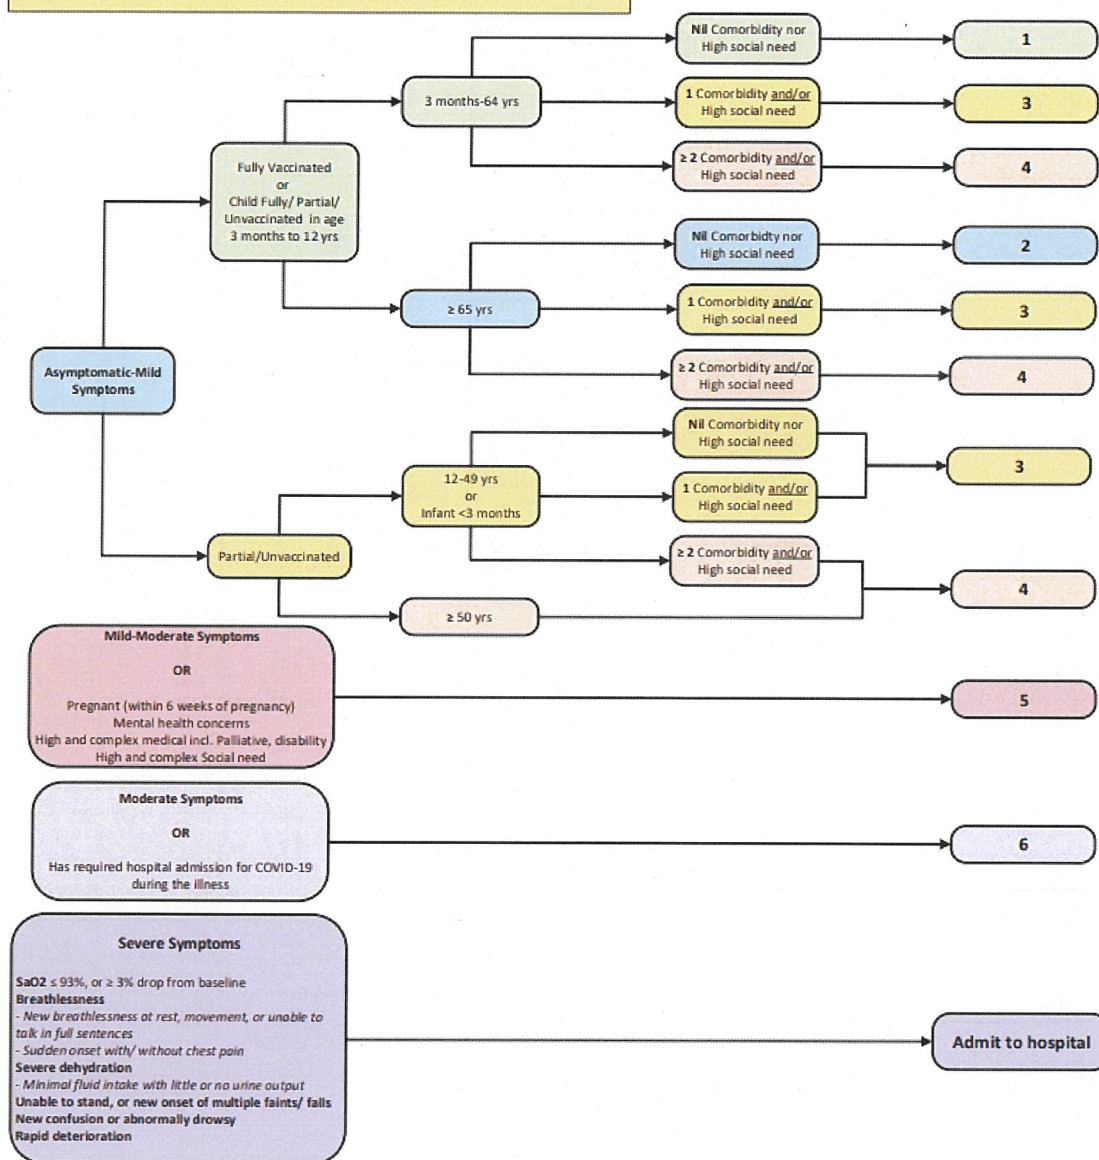 Nil Comorbidity nor
High social need
1
3 months-64 yrs
1 Comorbidity and/or
High social need
3
≥ 2 Comorbidity and/or
High social need
4
Fully Vaccinated
or
Child Fully/ Partial/
Unvaccinated in age
3 months to 12 yrs
Nil Comorbidty nor
High social need
2
≥ 65 yrs
1 Comorbidity and/or
High social need
3
≥ 2 Comorbidity and/or
High social need
4
Asymptomatic-Mild
Symptoms
Nil Comorbidity nor
High social need
12-49 yrs
or
Infant <3 months
1 Comorbidity and/or
High social need
3
Partial/Unvaccinated
≥ 2 Comorbidity and/or
High social need
≥ 50 yrs
4
Mild-Moderate Symptoms
OR
Pregnant (within 6 weeks of pregnancy)
Mental health concerns
High and complex medical incl. Palliative, disability
High and complex Social need
5
Moderate Symptoms
OR
Has required hospital admission for COVID-19
during the illness
6
Severe Symptoms
SaO2 ≤ 93%, or ≥ 3% drop from baseline
Breathlessness
- New breathlessness at rest, movement, or unable to
talk in full sentences
- Sudden onset with/ without chest pain
Severe dehydration
- Minimal fluid intake with little or no urine output
Unable to stand, or new onset of multiple faints/ falls
New confusion or abnormally drowsy
Rapid deterioration
Admit to hospital